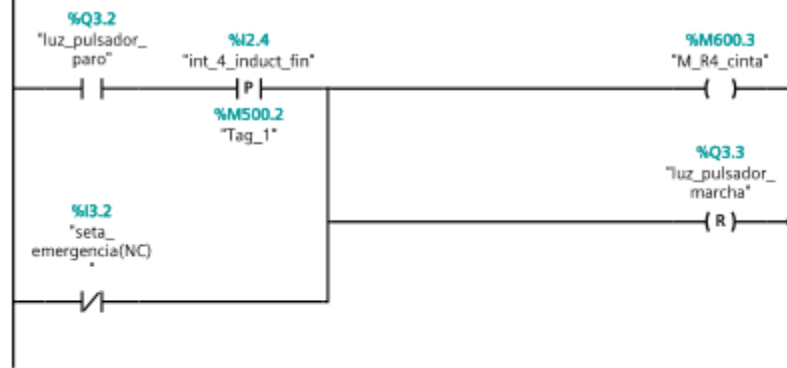 %Q3.2
"luz_pulsador_
paro"
%I2.4
"int_4_induct_fin"
P
%M500.2
"Tag_1"
%M600.3
"M_R4_cinta"
%Q3.3
"luz_pulsador_
marcha"
R
%I3.2
"seta_
emergencia(NC)
"